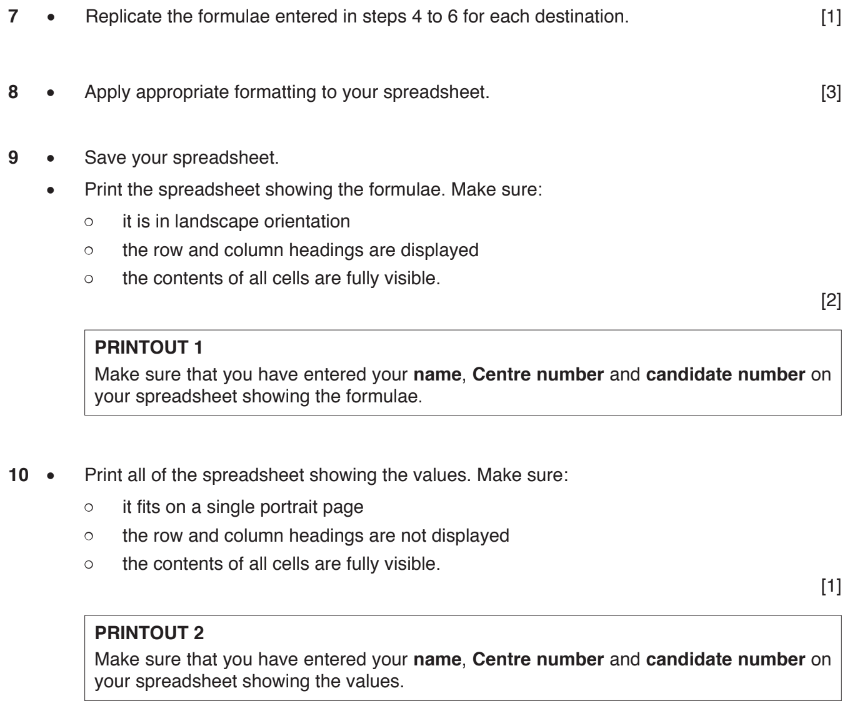 7 • Replicate the formulae entered in steps 4 to 6 for each destination. [1]
8 • Apply appropriate formatting to your spreadsheet. [3]
9 • Save your spreadsheet.
• Print the spreadsheet showing the formulae. Make sure:
○ it is in landscape orientation
○ the row and column headings are displayed
○ the contents of all cells are fully visible.
[2]
PRINTOUT 1
Make sure that you have entered your name, Centre number and candidate number on
your spreadsheet showing the formulae.
10 • Print all of the spreadsheet showing the values. Make sure:
○ it fits on a single portrait page
○ the row and column headings are not displayed
○ the contents of all cells are fully visible.
[1]
PRINTOUT 2
Make sure that you have entered your name, Centre number and candidate number on
your spreadsheet showing the values.